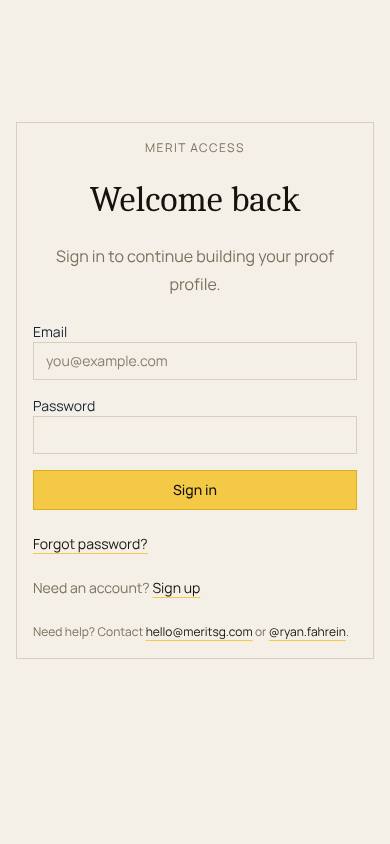 MERIT ACCESS
Welcome back
Sign in to continue building your proof
profile.
Email
you@example.com
Password
Sign in
Forgot password?
Need an account? Sign up
Need help? Contact hello@meritsg.com or @ryan.fahrein.